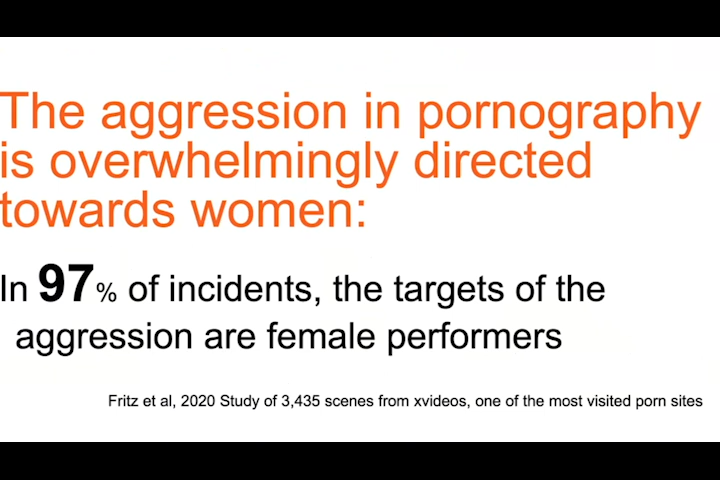 The aggression in pornography
is overwhelmingly directed
towards women:
In 97% of incidents, the targets of the
aggression are female performers
Fritz et al, 2020 Study of 3,435 scenes from xvideos, one of the most visited porn sites